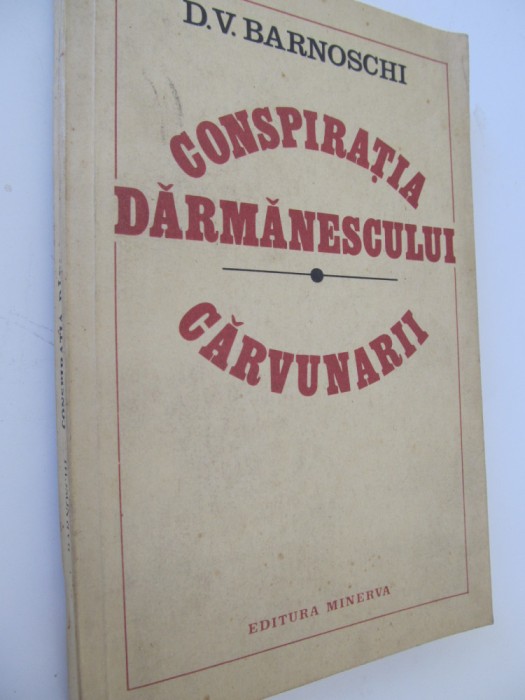 D.V. BARNOSCHI
CONSPIRAȚIA
DĂRMĂNESCULUI
CĂRVUNARII
EDITURA MINERVA